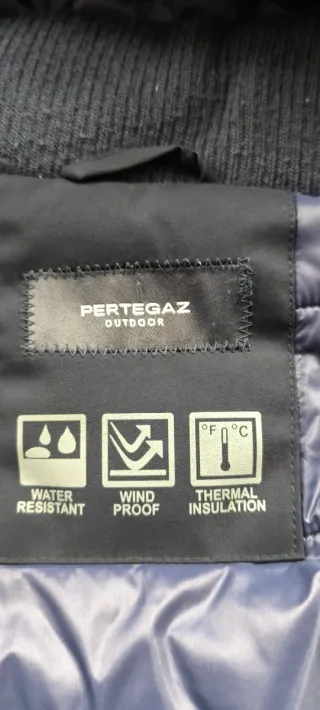 PERTEGAZ
OUTDOOR
°F °C
WATER RESISTANT
WIND PROOF
THERMAL INSULATION